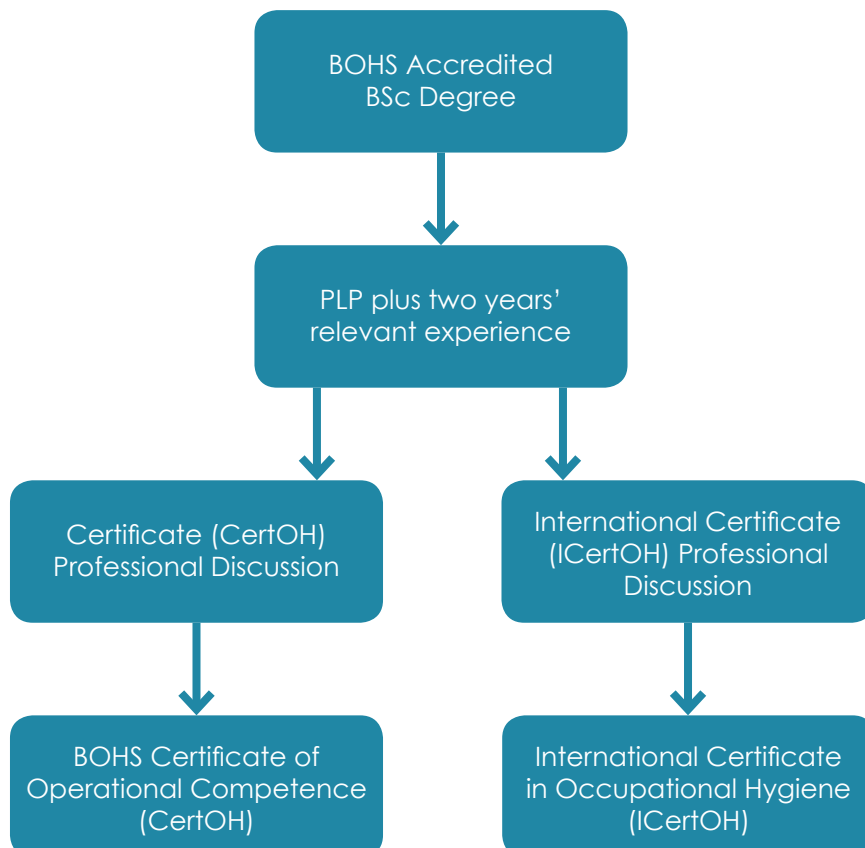 BOHS Accredited
BSc Degree
PLP plus two years’
relevant experience
Certificate (CertOH)
Professional Discussion
International Certificate
(ICertOH) Professional
Discussion
BOHS Certificate of
Operational Competence
(CertOH)
International Certificate
in Occupational Hygiene
(ICertOH)